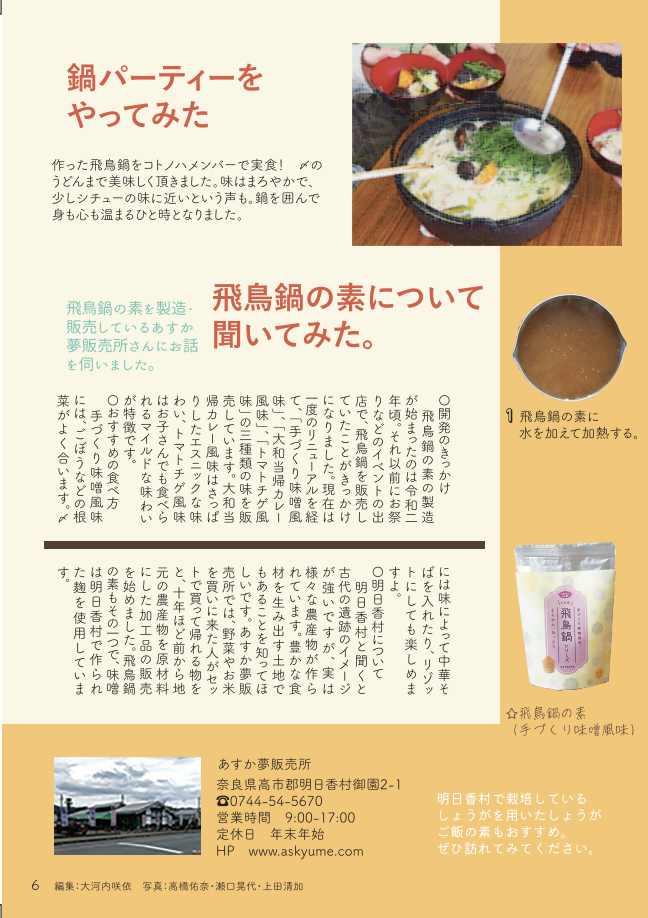 鍋パーティーを
やってみた
作った飛鳥鍋をコトノハメンバーで実食！　〆の
うどんまで美味しく頂きました。味はまろやかで、
少しシチューの味に近いという声も。鍋を囲んで
身も心も温まるひと時となりました。
飛鳥鍋の素について
聞いてみた。
飛鳥鍋の素を製造・
販売しているあすか
夢販売所さんにお話
を伺いました。
〇開発のきっかけ
　飛鳥鍋の素の製造
が始まったのは令和二
年頃。それ以前にお祭
りなどのイベントの出
店で、飛鳥鍋を販売し
ていたことがきっかけ
になりました。現在は
一度のリニューアルを経
て、「手づくり味噌風
味」、「大和当帰カレー
風味」、「トマトチゲ風
味」の三種類の味を販
売しています。大和当
帰カレー風味はさっぱ
りしたエスニックな味
わい、トマトチゲ風味
はお子さんでも食べら
れるマイルドな味わい
が特徴です。
〇おすすめの食べ方
　手づくり味噌風味
には、ごぼうなどの根
菜がよく合います。〆
には味によって中華そ
ばを入れたり、リゾッ
トにしても楽しめま
すよ。
〇明日香村について
　明日香村と聞くと
古代の遺跡のイメージ
が強いですが、実は
様々な農産物が作ら
れています。豊かな食
材を生み出す土地で
もあることを知ってほ
しいです。あすか夢販
売所では、野菜やお米
を買いに来た人がセッ
トで買って帰れる物を
と、十年ほど前から地
元の農産物を原材料
にした加工品の販売
を始めました。飛鳥鍋
の素もその一つで、味噌
は明日香村で作られ
た麹を使用していま
す。
1 飛鳥鍋の素に
水を加えて加熱する。
飛鳥鍋
シリーズ
☆飛鳥鍋の素
（手づくり味噌風味）
あすか夢販売所
奈良県高市郡明日香村御園2-1
☎0744-54-5670
営業時間　9:00-17:00
定休日　年末年始
HP　www.askyume.com
明日香村で栽培している
しょうがを用いたしょうが
ご飯の素もおすすめ。
ぜひ訪れてみてください。
6　編集：大河内咲依　写真：高橋佑奈・瀬口晃代・上田清加